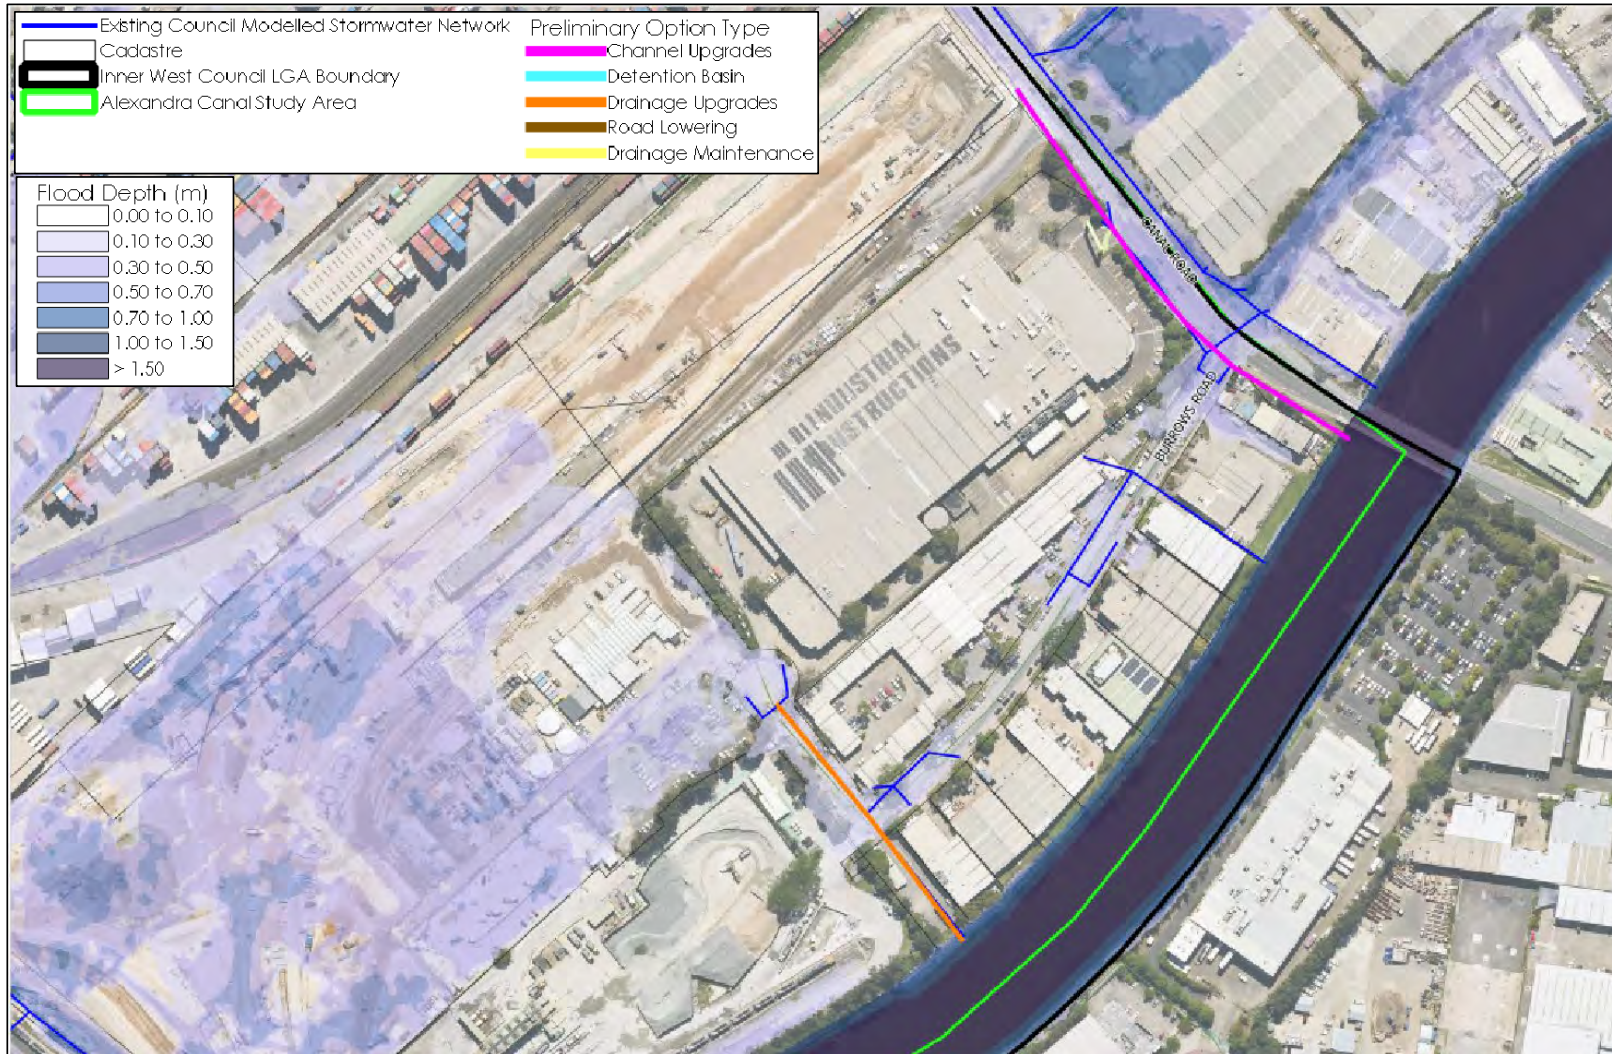 Existing Council Modelled Stormwater Network
Cadastre
Inner West Council LGA Boundary
Alexandra Canal Study Area
Preliminary Option Type
Channel Upgrades
Detention Basin
Drainage Upgrades
Road Lowering
Drainage Maintenance
Flood Depth (m)
0.00 to 0.10
0.10 to 0.30
0.30 to 0.50
0.50 to 0.70
0.70 to 1.00
1.00 to 1.50
> 1.50
CANAL ROAD
BURROWS ROAD